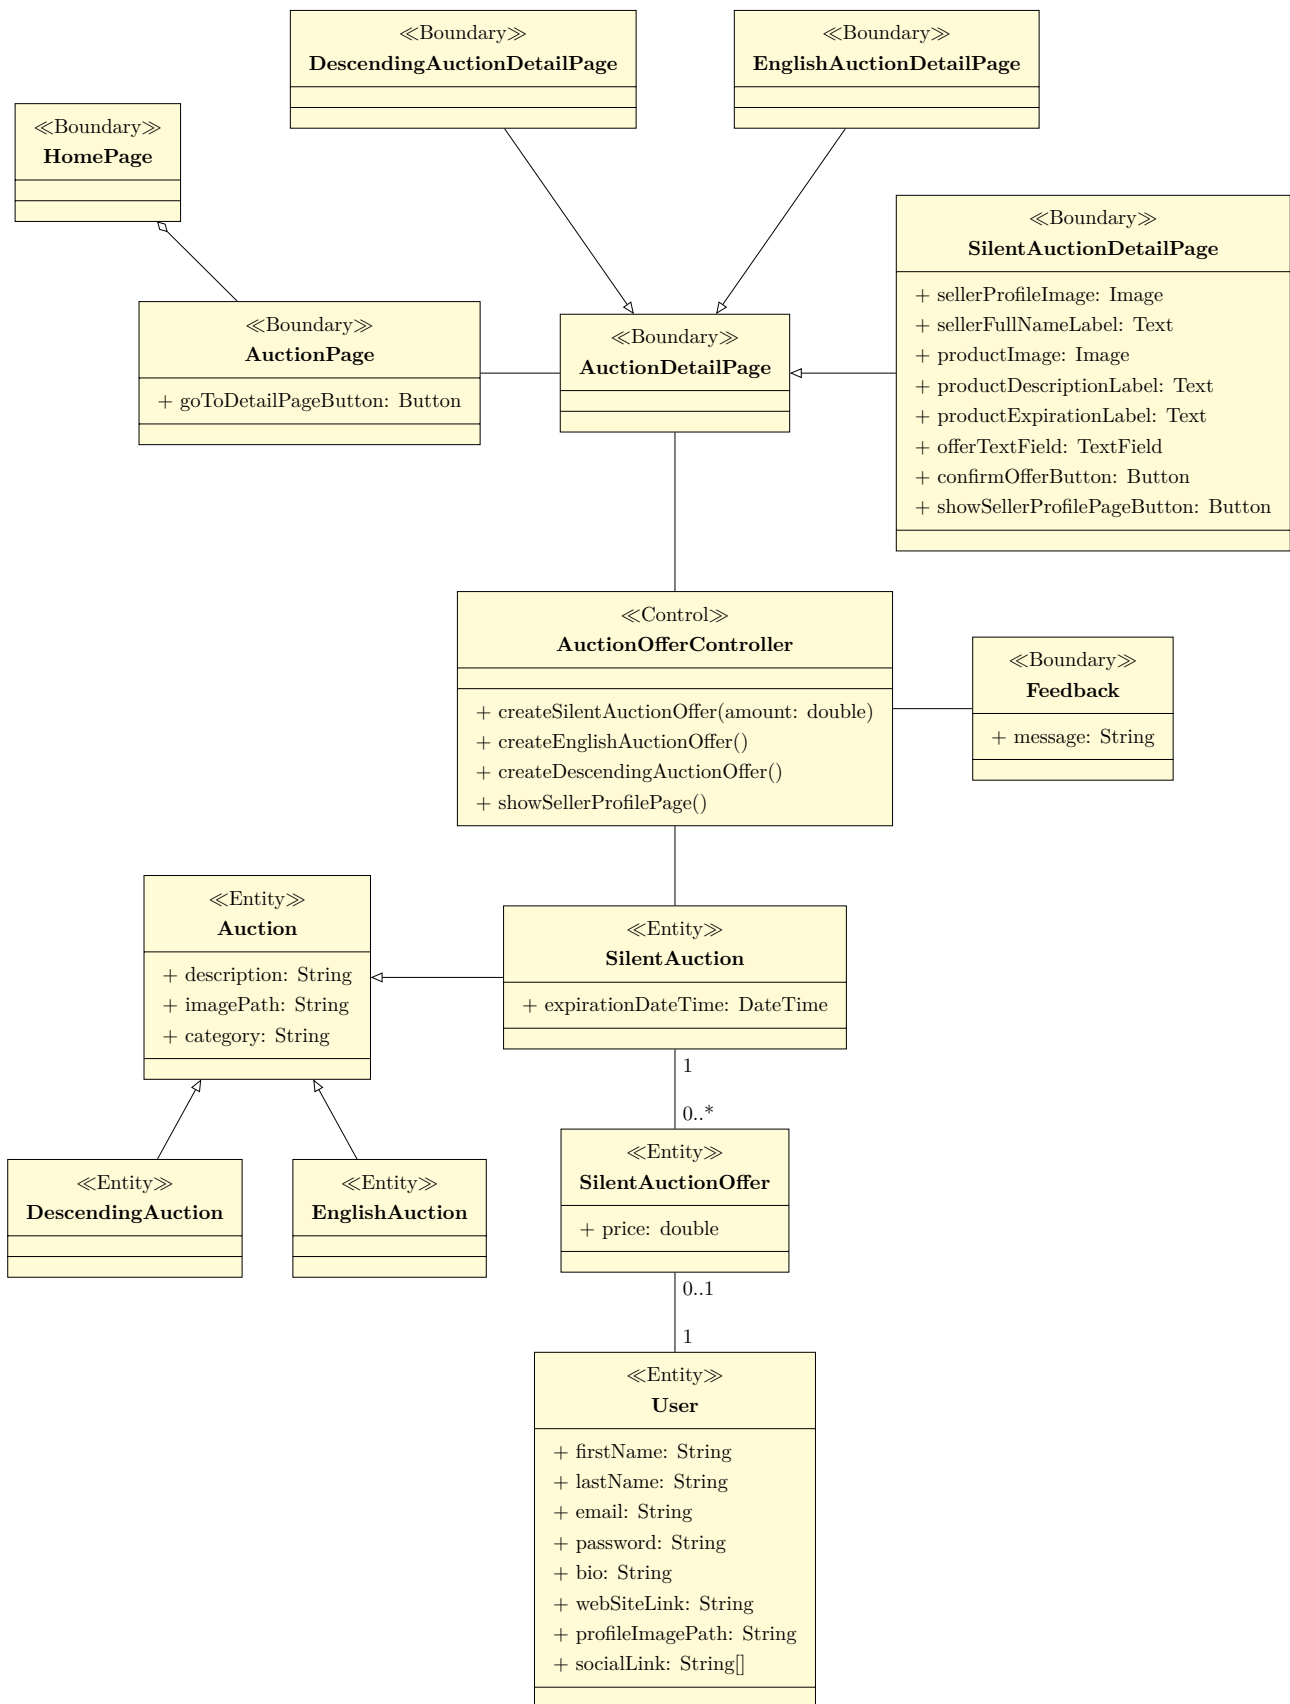 ≪Boundary≫
DescendingAuctionDetailPage
≪Boundary≫
EnglishAuctionDetailPage
≪Boundary≫
HomePage
≪Boundary≫
SilentAuctionDetailPage
+ sellerProfileImage: Image
+ sellerFullNameLabel: Text
+ productImage: Image
+ productDescriptionLabel: Text
+ productExpirationLabel: Text
+ offerTextField: TextField
+ confirmOfferButton: Button
+ showSellerProfilePageButton: Button
≪Boundary≫
AuctionPage
+ goToDetailPageButton: Button
≪Boundary≫
AuctionDetailPage
≪Control≫
AuctionOfferController
+ createSilentAuctionOffer(amount: double)
+ createEnglishAuctionOffer()
+ createDescendingAuctionOffer()
+ showSellerProfilePage()
≪Boundary≫
Feedback
+ message: String
≪Entity≫
Auction
+ description: String
+ imagePath: String
+ category: String
≪Entity≫
SilentAuction
+ expirationDateTime: DateTime
1
0..*
≪Entity≫
DescendingAuction
≪Entity≫
EnglishAuction
≪Entity≫
SilentAuctionOffer
+ price: double
0..1
1
≪Entity≫
User
+ firstName: String
+ lastName: String
+ email: String
+ password: String
+ bio: String
+ webSiteLink: String
+ profileImagePath: String
+ socialLink: String[]